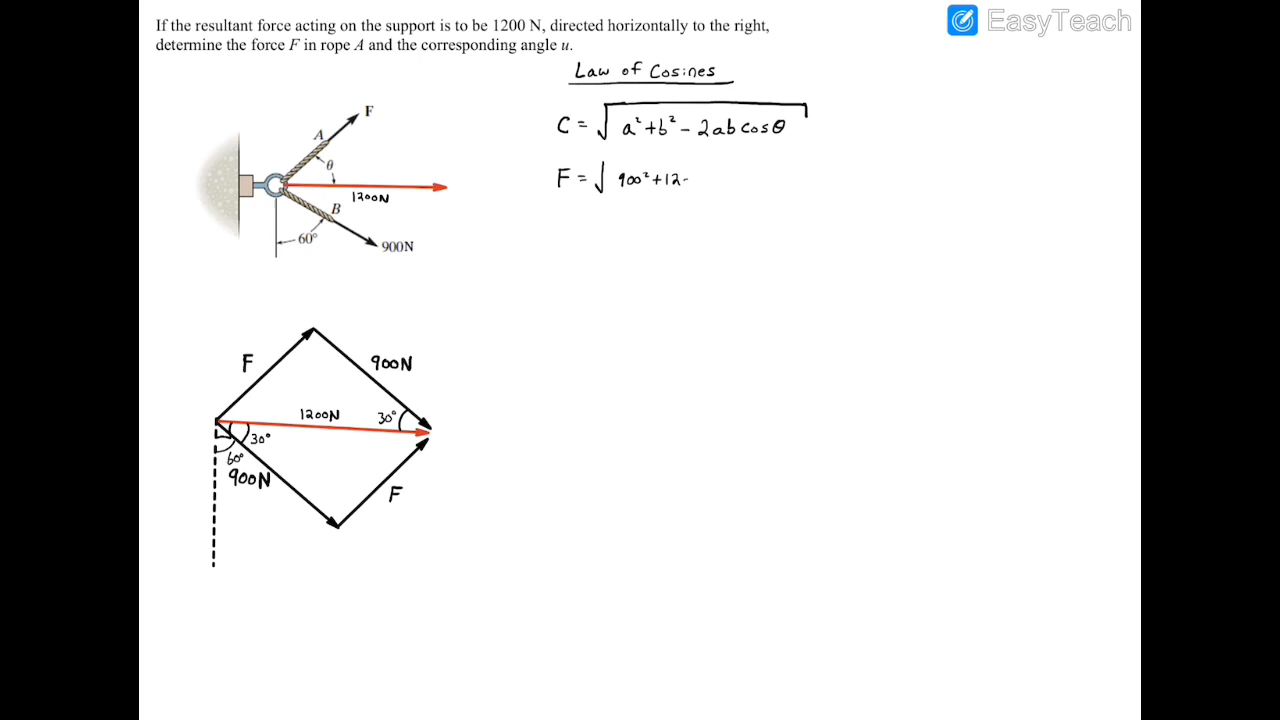 If the resultant force acting on the support is to be 1200 N, directed horizontally to the right,
determine the force F in rope A and the corresponding angle u.
EasyTeach
Law of Cosines
C = √ a² + b² - 2ab cosθ
F = √ 900² + 12-
F
A
θ
1200N
B
60°
900N
F
900N
1200N
30°
30°
60°
900N
F